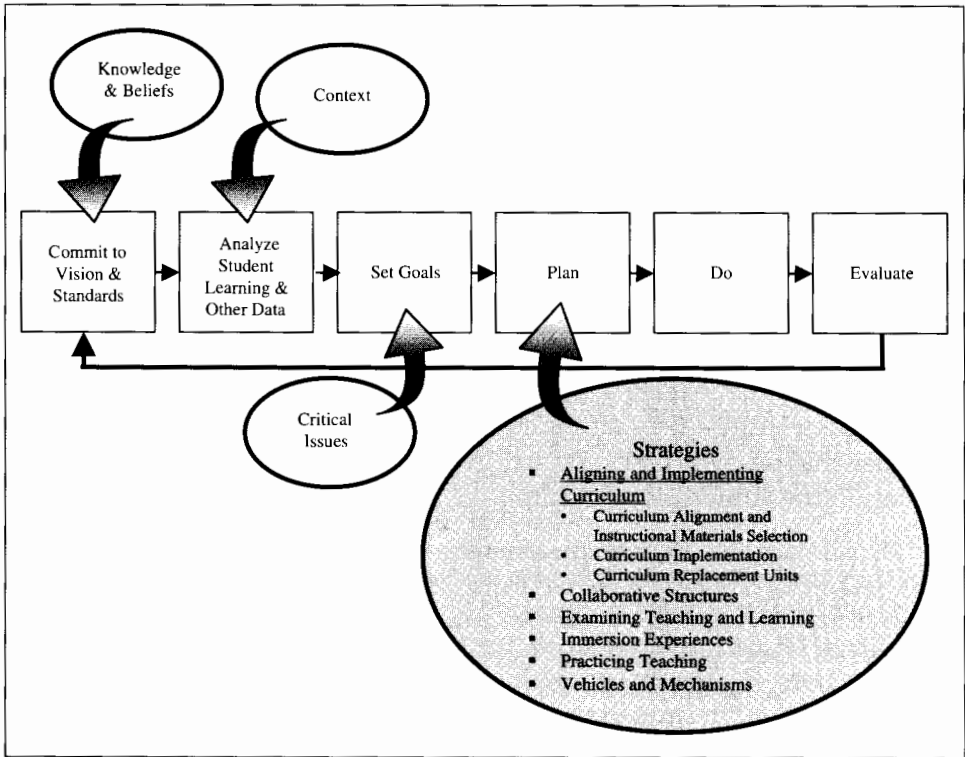 Knowledge
& Beliefs
Context
Commit to
Vision &
Standards
Analyze
Student
Learning &
Other Data
Set Goals
Plan
Do
Evaluate
Critical
Issues
Strategies
▪ Aligning and Implementing
Curriculum
• Curriculum Alignment and
Instructional Materials Selection
• Curriculum Implementation
• Curriculum Replacement Units
▪ Collaborative Structures
▪ Examining Teaching and Learning
▪ Immersion Experiences
▪ Practicing Teaching
▪ Vehicles and Mechanisms